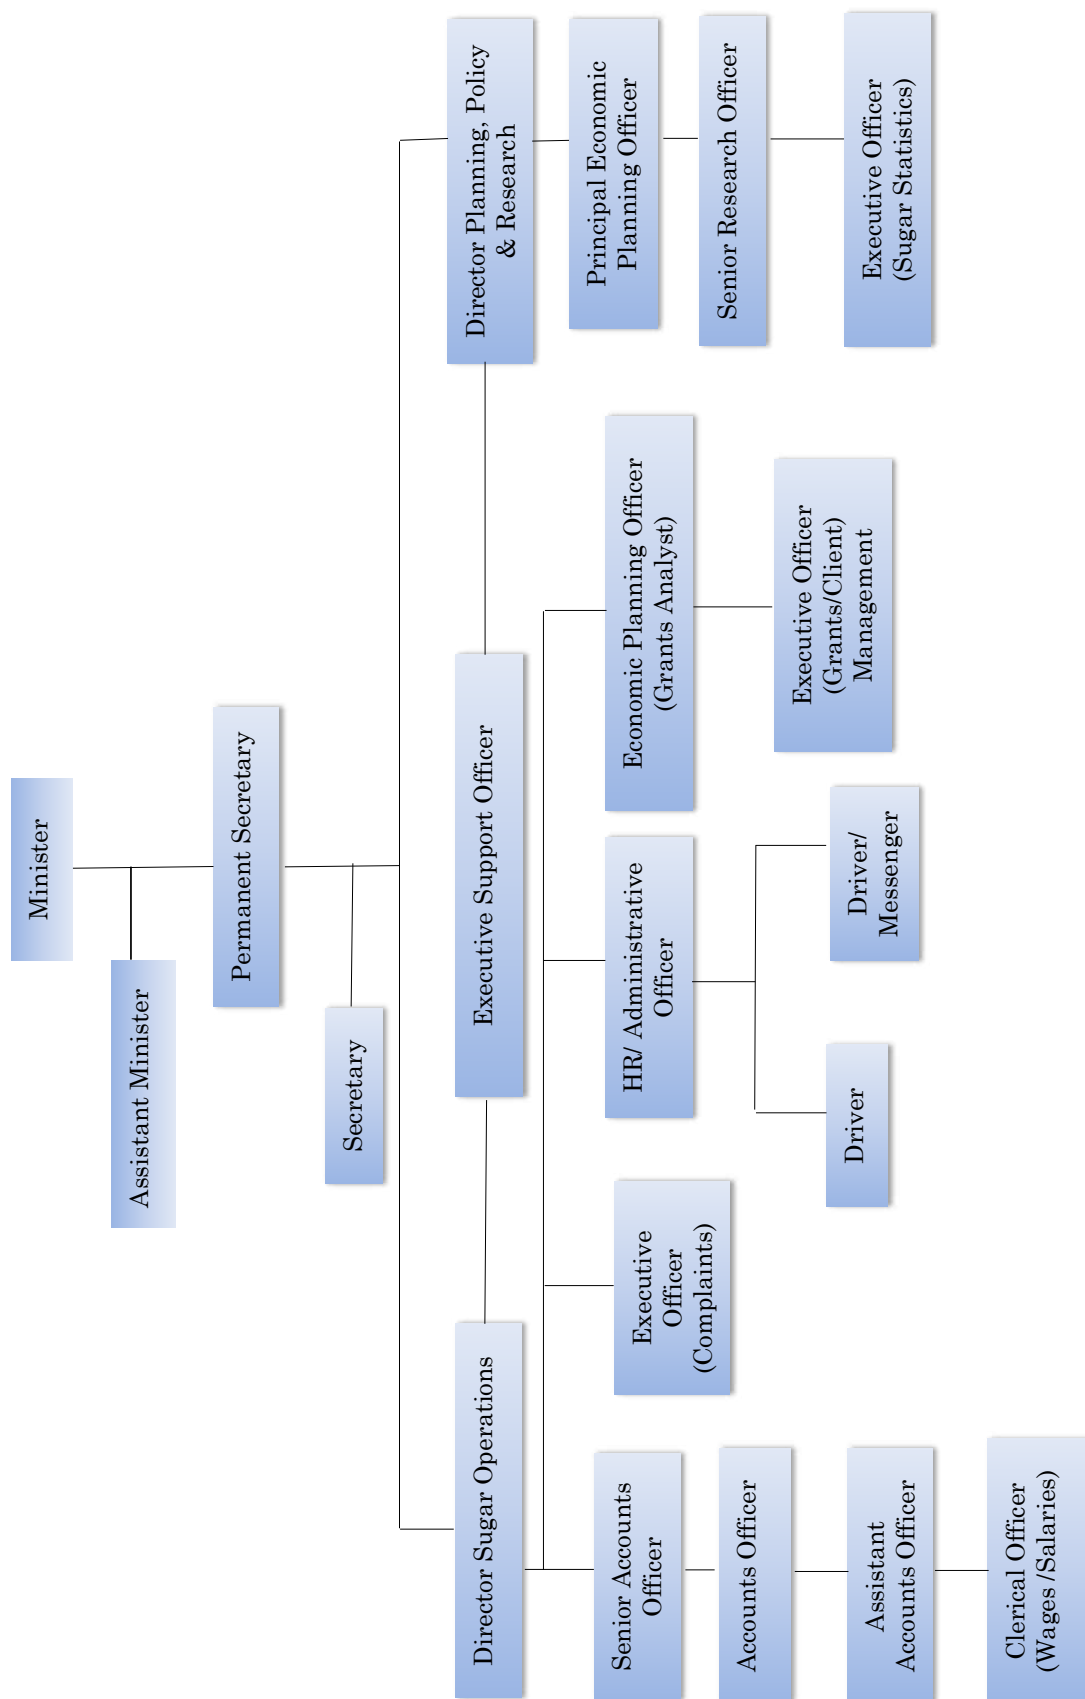 Minister
Assistant Minister
Permanent Secretary
Secretary
Director Sugar Operations
Executive Support Officer
Director Planning, Policy
& Research
Senior Accounts
Officer
Executive
Officer
(Complaints)
HR/ Administrative
Officer
Economic Planning Officer
(Grants Analyst)
Principal Economic
Planning Officer
Accounts Officer
Senior Research Officer
Assistant
Accounts Officer
Driver
Driver/
Messenger
Executive Officer
(Grants/Client)
Management
Executive Officer
(Sugar Statistics)
Clerical Officer
(Wages /Salaries)